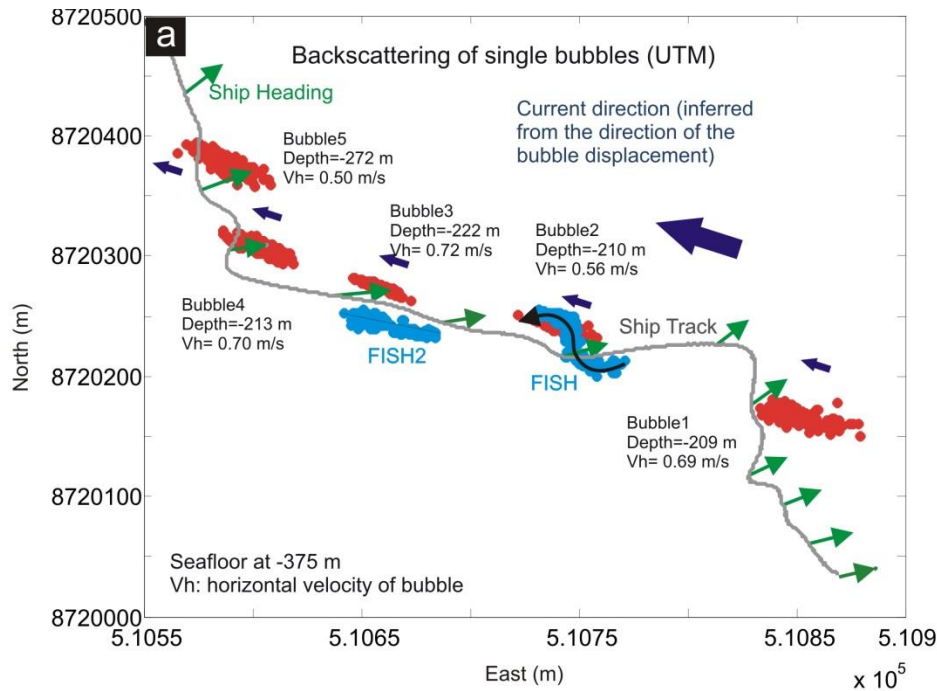 a
Backscattering of single bubbles (UTM)
Ship Heading
Current direction (inferred
from the direction of the
bubble displacement)
Bubble5
Depth=-272 m
Vh= 0.50 m/s
Bubble3
Depth=-222 m
Vh= 0.72 m/s
Bubble2
Depth=-210 m
Vh= 0.56 m/s
Bubble4
Depth=-213 m
Vh= 0.70 m/s
FISH2
FISH
Ship Track
Bubble1
Depth=-209 m
Vh= 0.69 m/s
Seafloor at -375 m
Vh: horizontal velocity of bubble
8720500
8720400
8720300
8720200
8720100
8720000
North (m)
5.1055
5.1065
5.1075
5.1085
5.109
East (m)
x 10⁵